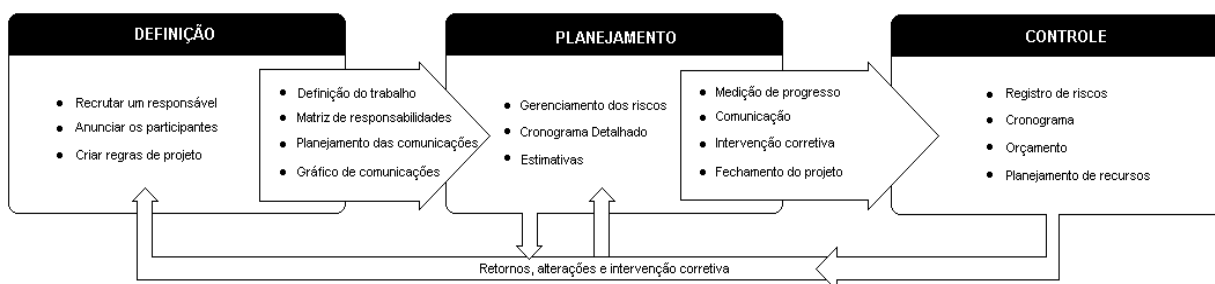 DEFINIÇÃO
Recrutar um responsável
Anunciar os participantes
Criar regras de projeto
Definição do trabalho
Matriz de responsabilidades
Planejamento das comunicações
Gráfico de comunicações
PLANEJAMENTO
Gerenciamento dos riscos
Cronograma Detalhado
Estimativas
Medição de progresso
Comunicação
Intervenção corretiva
Fechamento do projeto
CONTROLE
Registro de riscos
Cronograma
Orçamento
Planejamento de recursos
Retornos, alterações e intervenção corretiva